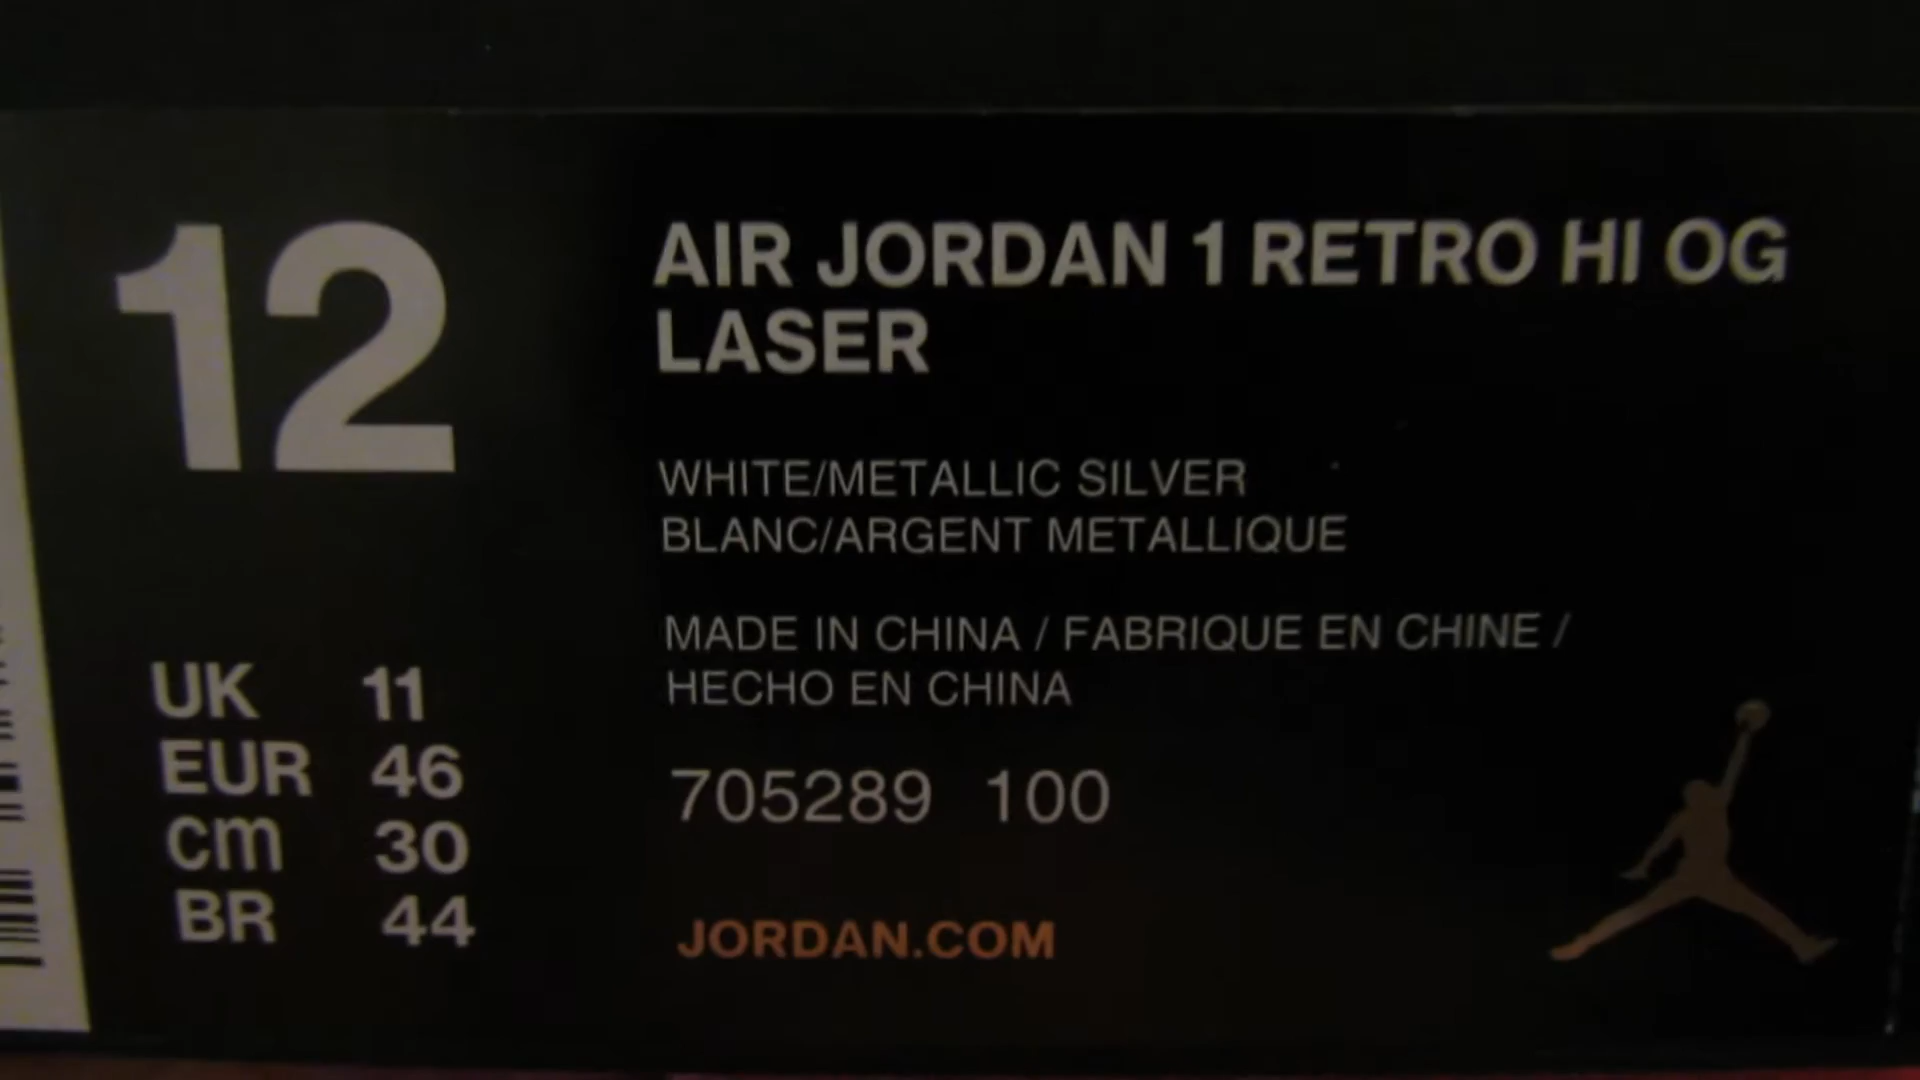 12
AIR JORDAN 1 RETRO HI OG
LASER
WHITE/METALLIC SILVER
BLANC/ARGENT METALLIQUE
MADE IN CHINA / FABRIQUE EN CHINE /
HECHO EN CHINA
UK 11
EUR 46
cm 30
BR 44
705289 100
JORDAN.COM